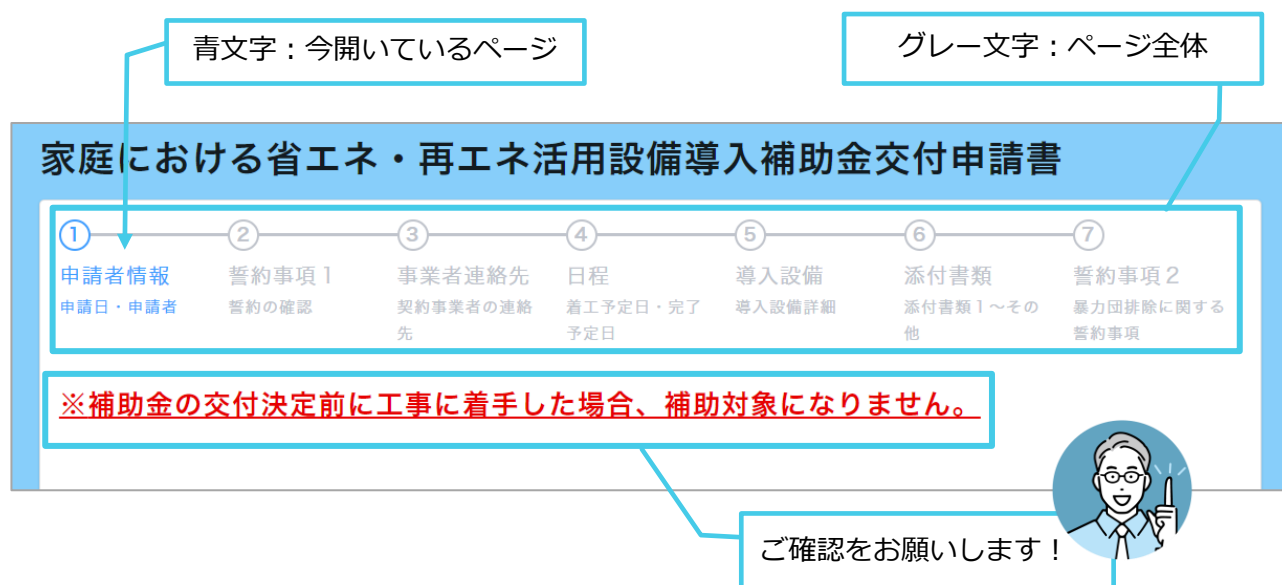 青文字：今開いているページ
グレー文字：ページ全体
家庭における省エネ・再エネ活用設備導入補助金交付申請書
1 2 3 4 5 6 7
申請者情報 誓約事項1 事業者連絡先 日程 導入設備 添付書類 誓約事項2
申請日・申請者 誓約の確認 契約事業者の連絡 着工予定日・完了 導入設備詳細 添付書類1〜その 暴力団排除に関する
先 予定日 他 誓約事項
※補助金の交付決定前に工事に着手した場合、補助対象になりません。
ご確認をお願いします！